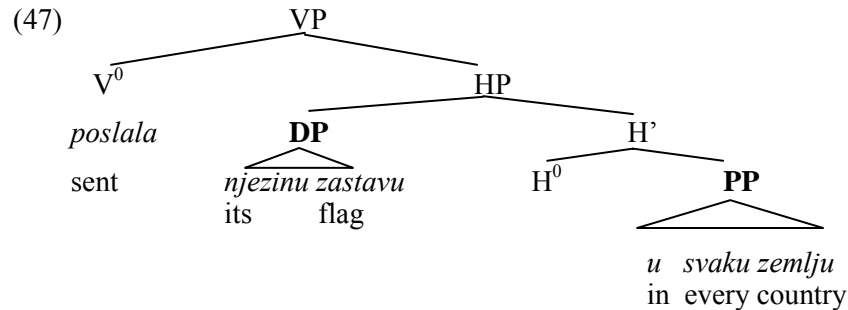 (47) VP
V⁰ HP
poslala DP H’
sent njezinu zastavu H⁰ PP
its flag
u svaku zemlju
in every country